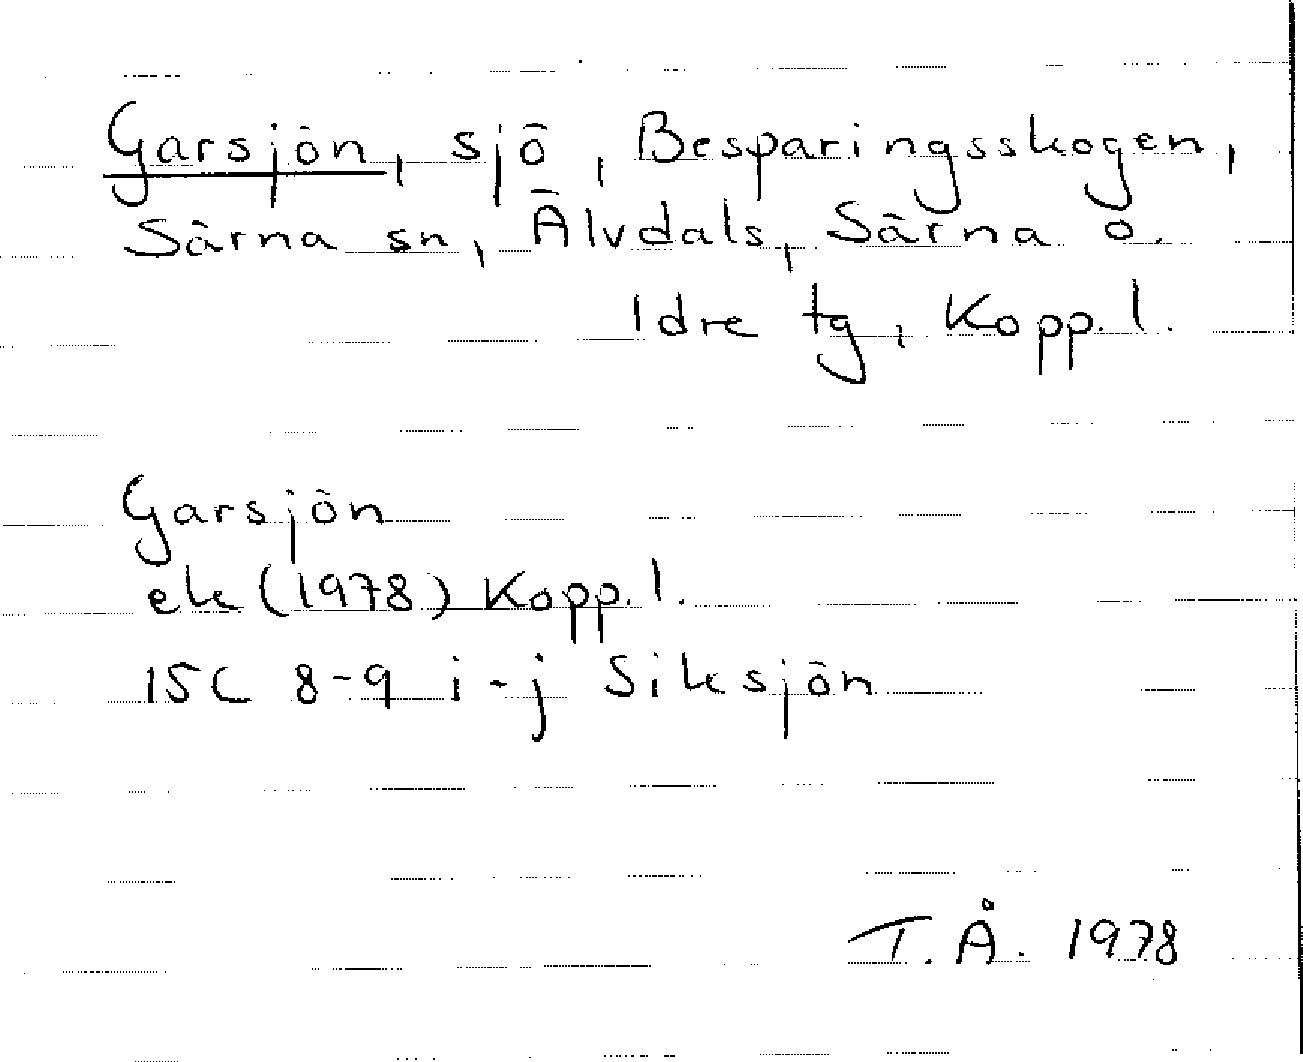 Garsjön, sjö, Besparingsskogen,
Särna sn, Älvdals, Särna o.
Idre tg, Kopp. l.
Garsjön
ek (1978) Kopp. l.
15C 8-9 i-j Siksjön
T. Å. 1978